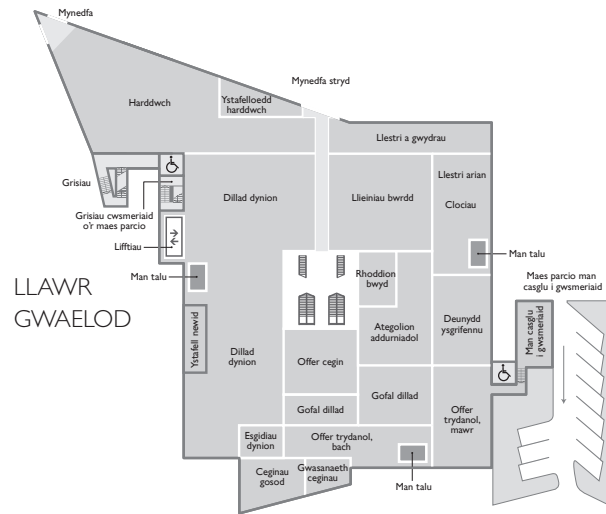 Mynedfa
Mynedfa stryd
Harddwch
Ystafelloedd
harddwch
Llestri a gwydrau
Grisiau
Grisiau cwsmeriaid
o'r maes parcio
Lifftiau
Man talu
Dillad dynion
Llieiniau bwrdd
Llestri arian
Clociau
Man talu
LLAWR
GWAELOD
Ystafell newid
Rhoddion
bwyd
Ategolion
addurniadol
Deunydd
ysgrifennu
Maes parcio man
casglu i gwsmeriaid
Man casglu
i gwsmeriaid
Dillad
dynion
Offer cegin
Gofal dillad
Gofal dillad
Offer
trydanol,
mawr
Esgidiau
dynion
Offer trydanol,
bach
Ceginau
gosod
Gwasanaeth
ceginau
Man talu